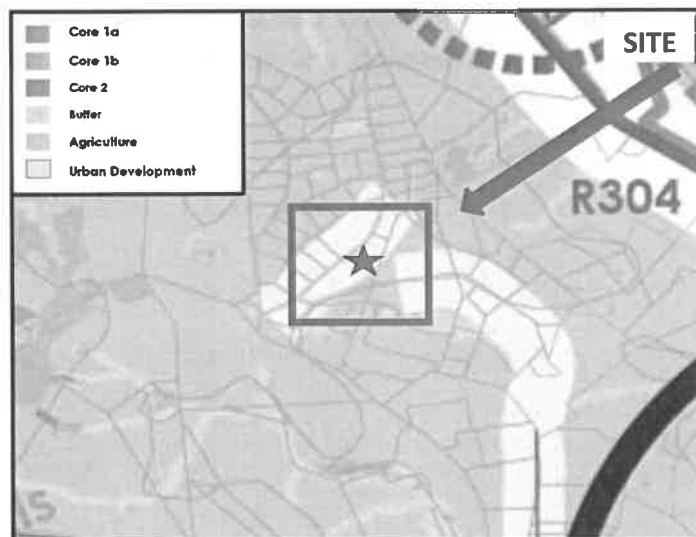 Core 1a
Core 1b
Core 2
Buffer
Agriculture
Urban Development
SITE
R304